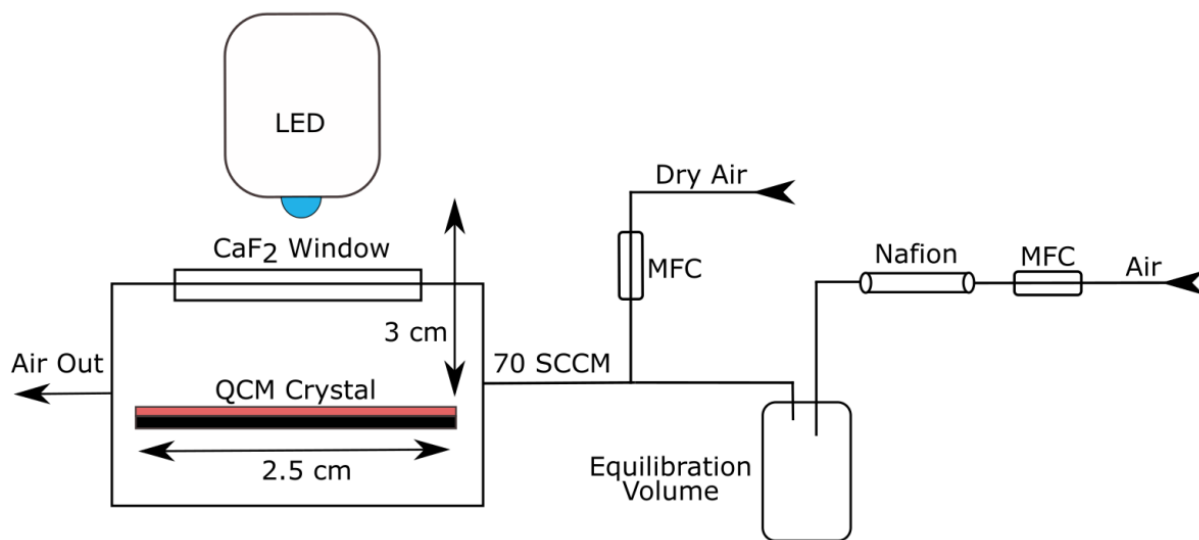 LED
Dry Air
CaF2 Window
MFC
Nafion
MFC
Air
3 cm
Air Out
70 SCCM
QCM Crystal
2.5 cm
Equilibration
Volume